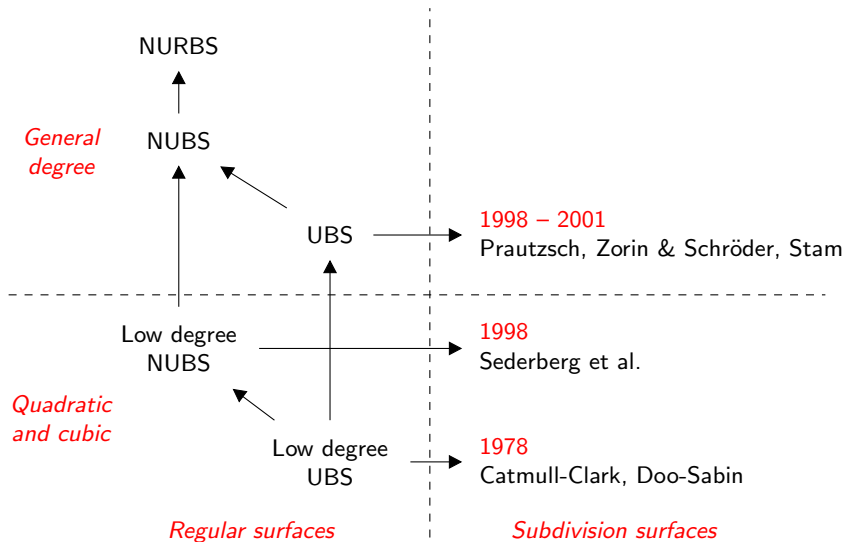 NURBS
General
degree
NUBS
UBS
1998 – 2001
Prautzsch, Zorin & Schröder, Stam
Low degree
NUBS
1998
Sederberg et al.
Quadratic
and cubic
Low degree
UBS
1978
Catmull-Clark, Doo-Sabin
Regular surfaces
Subdivision surfaces